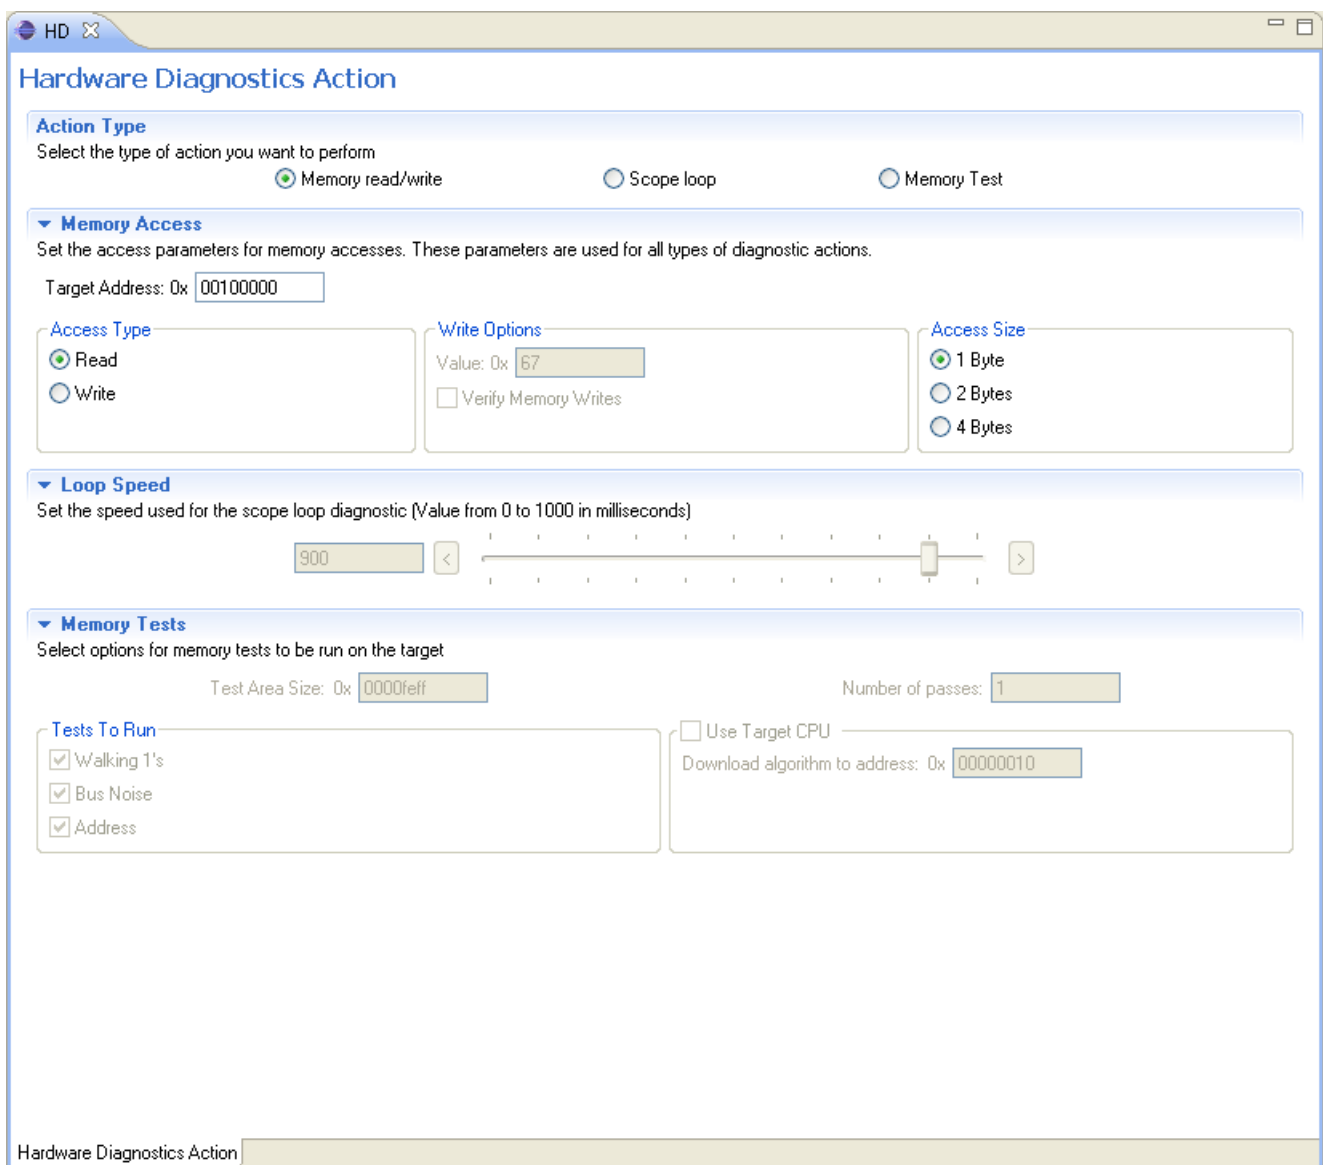 HD
Hardware Diagnostics Action
Action Type
Select the type of action you want to perform
Memory read/write Scope loop Memory Test
Memory Access
Set the access parameters for memory accesses. These parameters are used for all types of diagnostic actions.
Target Address: 0x 00100000
Access Type Write Options Access Size
Read Value: 0x 67 1 Byte
Write Verify Memory Writes 2 Bytes
4 Bytes
Loop Speed
Set the speed used for the scope loop diagnostic (Value from 0 to 1000 in milliseconds)
900 < >
Memory Tests
Select options for memory tests to be run on the target
Test Area Size: 0x 0000feff Number of passes: 1
Tests To Run Use Target CPU
Walking 1's Download algorithm to address: 0x 00000010
Bus Noise
Address
Hardware Diagnostics Action